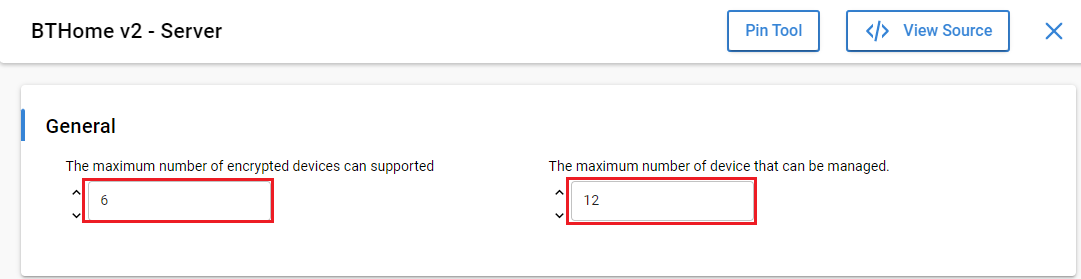 BTHome v2 - Server
Pin Tool
</> View Source
General
The maximum number of encrypted devices can supported
The maximum number of device that can be managed.
6
12